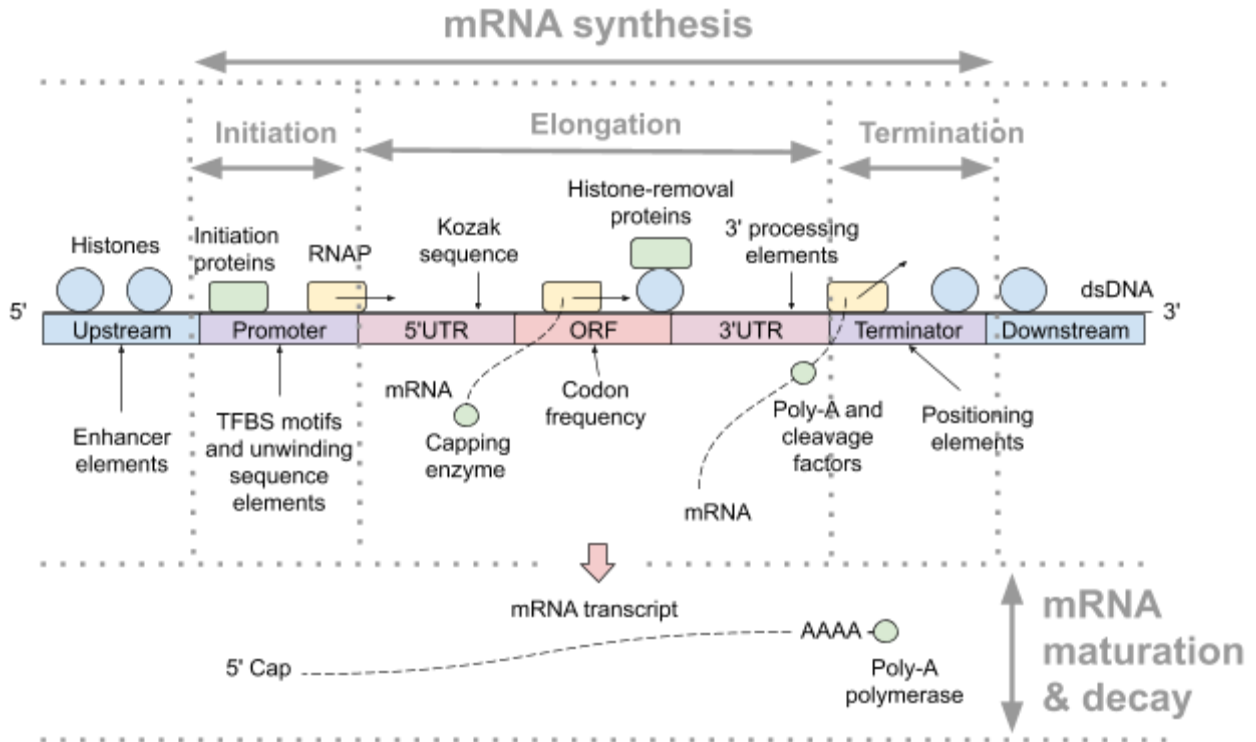 mRNA synthesis
Initiation
Elongation
Termination
Histones
Initiation
proteins
RNAP
Kozak
sequence
Histone-removal
proteins
3' processing
elements
dsDNA
5'
3'
Upstream
Promoter
5'UTR
ORF
3'UTR
Terminator
Downstream
Enhancer
elements
TFBS motifs
and unwinding
sequence
elements
mRNA
Capping
enzyme
Codon
frequency
mRNA
Poly-A and
cleavage
factors
Positioning
elements
mRNA transcript
5' Cap
AAAA
Poly-A
polymerase
mRNA
maturation
& decay